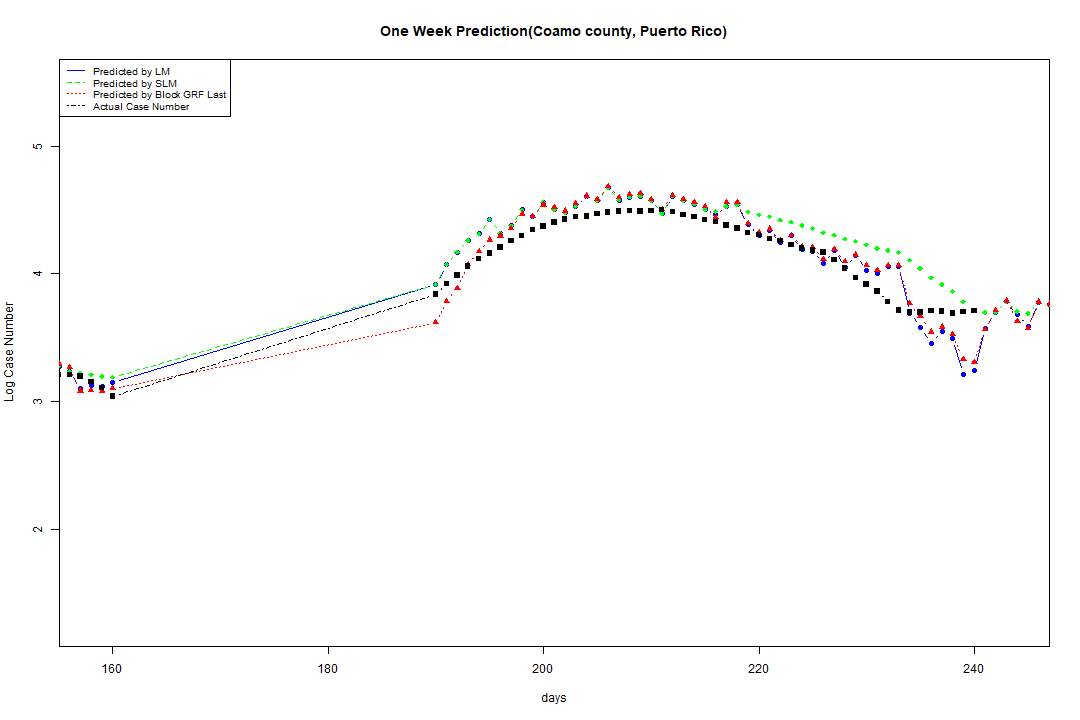 One Week Prediction(Coamo county, Puerto Rico)
Predicted by LM
Predicted by SLM
Predicted by Block GRF Last
Actual Case Number
5
4
3
2
Log Case Number
160
180
200
220
240
days